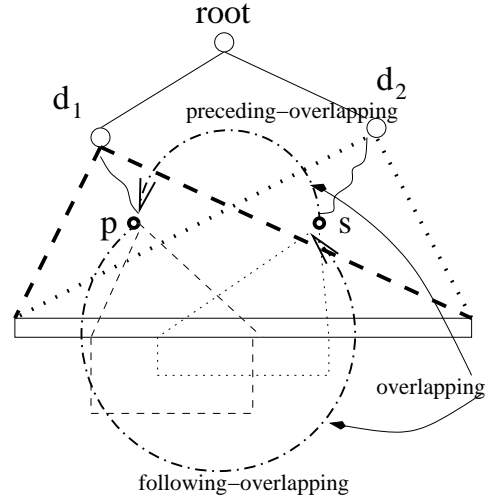 root
d1
d2
preceding−overlapping
p
s
overlapping
following−overlapping